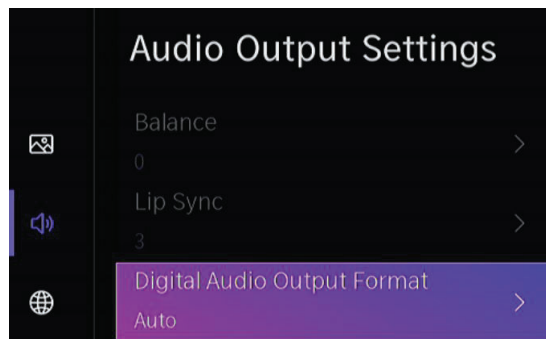 Audio Output Settings
Balance
0
Lip Sync
3
Digital Audio Output Format
Auto